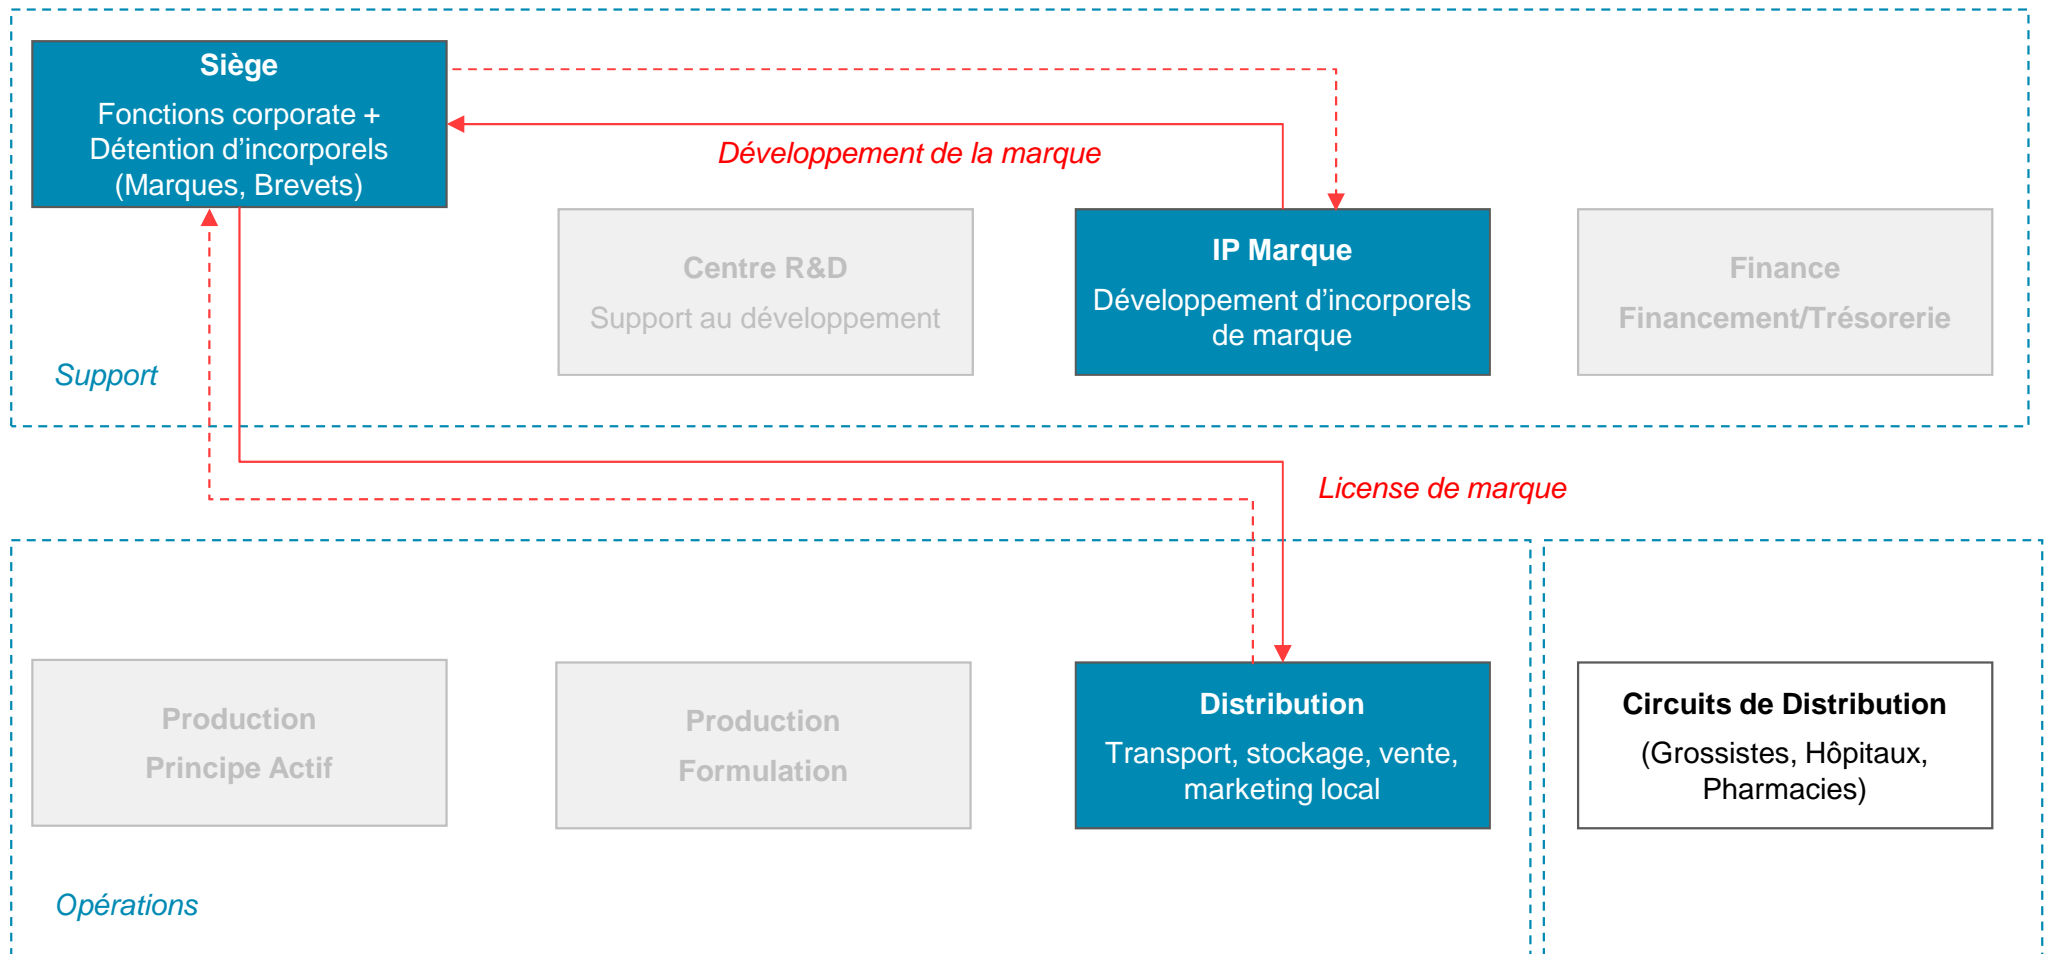 Siège
Fonctions corporate +
Détention d’incorporels
(Marques, Brevets)
Développement de la marque
Centre R&D
Support au développement
IP Marque
Développement d’incorporels
de marque
Finance
Financement/Trésorerie
Support
License de marque
Production
Principe Actif
Production
Formulation
Distribution
Transport, stockage, vente,
marketing local
Circuits de Distribution
(Grossistes, Hôpitaux,
Pharmacies)
Opérations